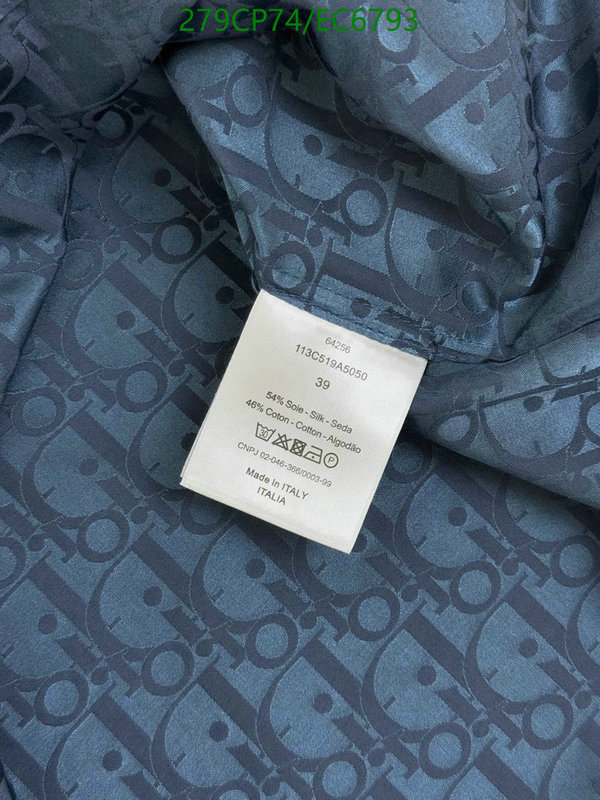 279CP74/EC6793
64256
113C519A5050
39
54% Soie - Silk - Seda
46% Coton - Cotton - Algodão
CNPJ 02-046-366/0003-99
Made in ITALY
ITALIA